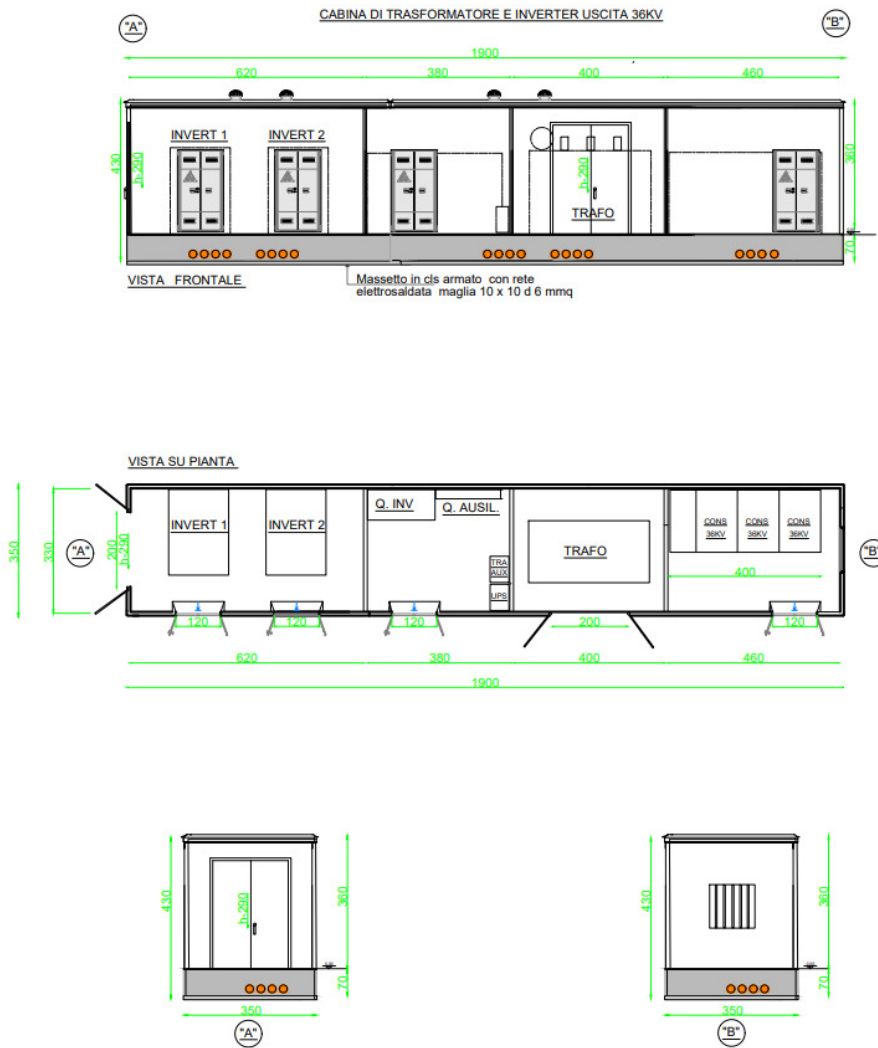 CABINA DI TRASFORMATORE E INVERTER USCITA 36KV
"A"
"B"
1900
620
380
400
460
430
h-290
INVERT 1
INVERT 2
h-290
TRAFO
360
70
VISTA FRONTALE
Massetto in cls armato con rete
elettrosaldata maglia 10 x 10 d 6 mmq
VISTA SU PIANTA
350
330
"A"
200
h-290
INVERT 1
INVERT 2
Q. INV
Q. AUSIL.
TRA
AUX
UPS
TRAFO
CONS
36KV
CONS
36KV
CONS
36KV
400
"B"
120
120
120
200
120
620
380
400
460
1900
430
h-290
360
70
350
"A"
430
360
70
350
"B"